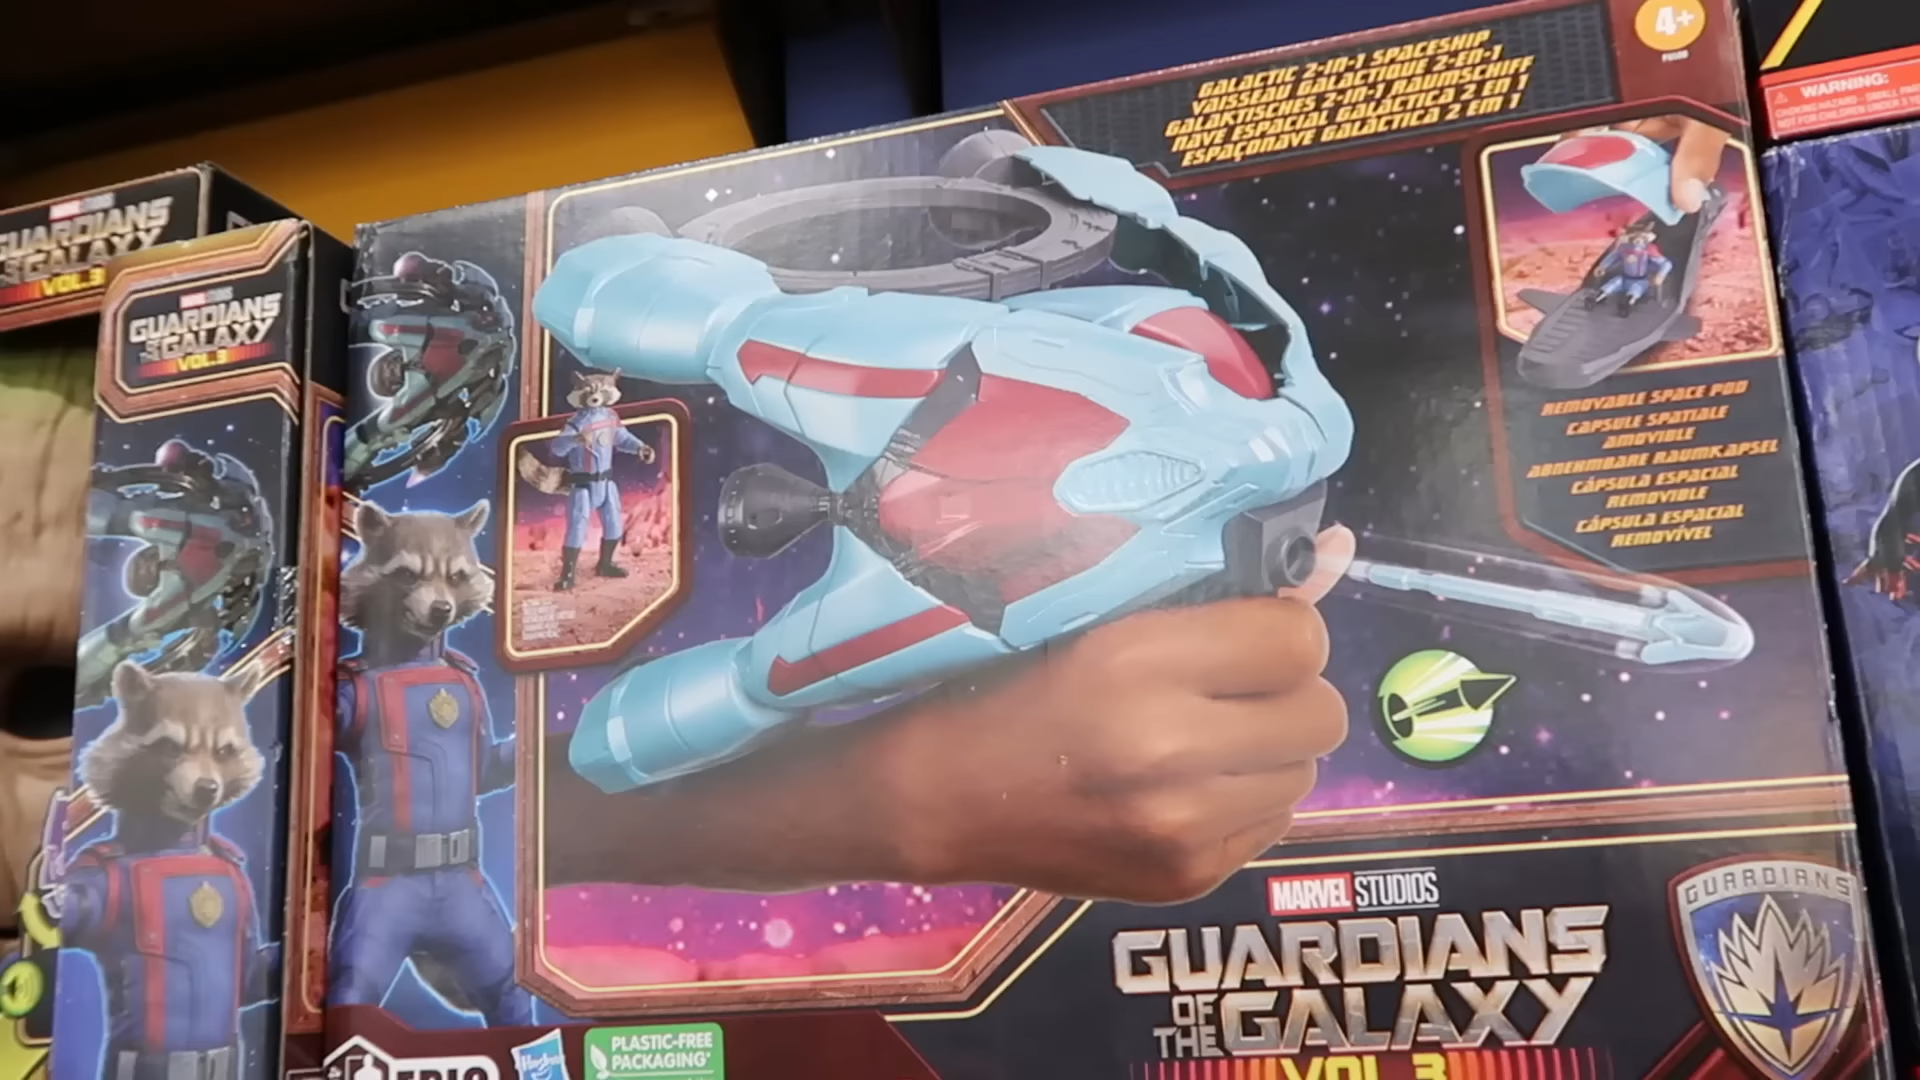 GALACTIC 2-IN-1 SPACESHIP
VAISSEAU GALACTIQUE 2-EN-1
GALAKTISCHES 2-IN-1 RAUMSCHIFF
NAVE ESPACIAL GALÁCTICA 2 EN 1
ESPAÇONAVE GALÁCTICA 2 EM 1
4+
WARNING:
GUARDIANS
OF THE GALAXY
VOL.3
GUARDIANS
OF THE GALAXY
VOL.3
REMOVABLE SPACE POD
CAPSULE SPATIALE
AMOVIBLE
ABNEHMBARE RAUMKAPSEL
CÁPSULA ESPACIAL
REMOVIBLE
CÁPSULA ESPACIAL
REMOVÍVEL
MARVEL STUDIOS
GUARDIANS
OF THE GALAXY
VOL.3
GUARDIANS
Hasbro
PLASTIC-FREE
PACKAGING*